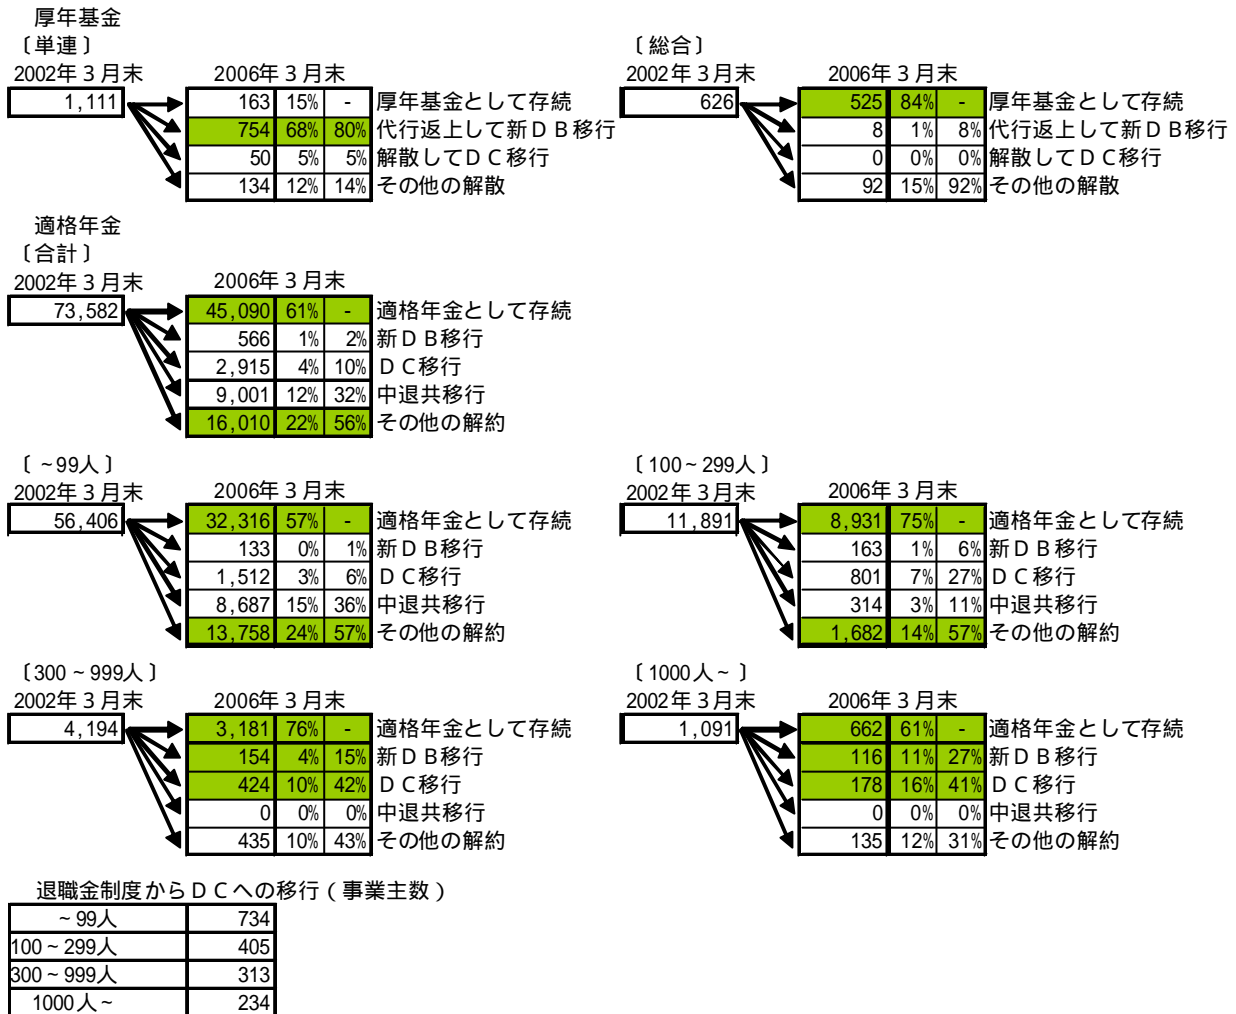 厚年基金
〔単連〕
2002年3月末 2006年3月末
1,111 163 15% - 厚年基金として存続
754 68% 80% 代行返上して新DB移行
50 5% 5% 解散してDC移行
134 12% 14% その他の解散
〔総合〕
2002年3月末 2006年3月末
626 525 84% - 厚年基金として存続
8 1% 8% 代行返上して新DB移行
0 0% 0% 解散してDC移行
92 15% 92% その他の解散
適格年金
〔合計〕
2002年3月末 2006年3月末
73,582 45,090 61% - 適格年金として存続
566 1% 2% 新DB移行
2,915 4% 10% DC移行
9,001 12% 32% 中退共移行
16,010 22% 56% その他の解約
〔~99人〕
2002年3月末 2006年3月末
56,406 32,316 57% - 適格年金として存続
133 0% 1% 新DB移行
1,512 3% 6% DC移行
8,687 15% 36% 中退共移行
13,758 24% 57% その他の解約
〔100~299人〕
2002年3月末 2006年3月末
11,891 8,931 75% - 適格年金として存続
163 1% 6% 新DB移行
801 7% 27% DC移行
314 3% 11% 中退共移行
1,682 14% 57% その他の解約
〔300~999人〕
2002年3月末 2006年3月末
4,194 3,181 76% - 適格年金として存続
154 4% 15% 新DB移行
424 10% 42% DC移行
0 0% 0% 中退共移行
435 10% 43% その他の解約
〔1000人~〕
2002年3月末 2006年3月末
1,091 662 61% - 適格年金として存続
116 11% 27% 新DB移行
178 16% 41% DC移行
0 0% 0% 中退共移行
135 12% 31% その他の解約
退職金制度からDCへの移行(事業主数)
~99人 734
100~299人 405
300~999人 313
1000人~ 234